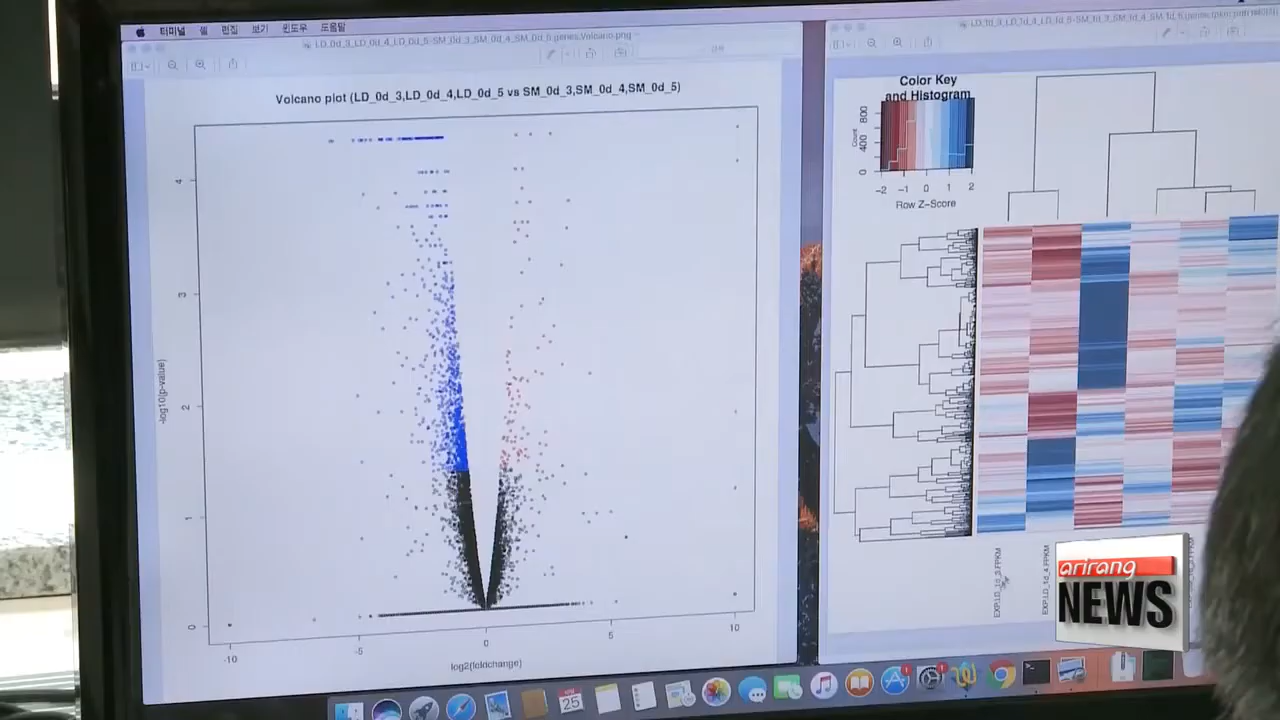 터미널 셸 편집 보기 윈도우 도움말
LD_0d_3_LD_0d_4_LD_0d_5-SM_0d_3_SM_0d_4_SM_0d_5.genes.Volcano.png
Volcano plot (LD_0d_3,LD_0d_4,LD_0d_5 vs SM_0d_3,SM_0d_4,SM_0d_5)
4
3
2
1
0
-log10(p-value)
-10 -5 0 5 10
log2(foldchange)
Color Key
and Histogram
Count
0 400 800
-2 -1 0 1 2
Row Z-Score
EXP.LD_1d_3.FPKM
EXP.LD_1d_4.FPKM
25
arirang
NEWS